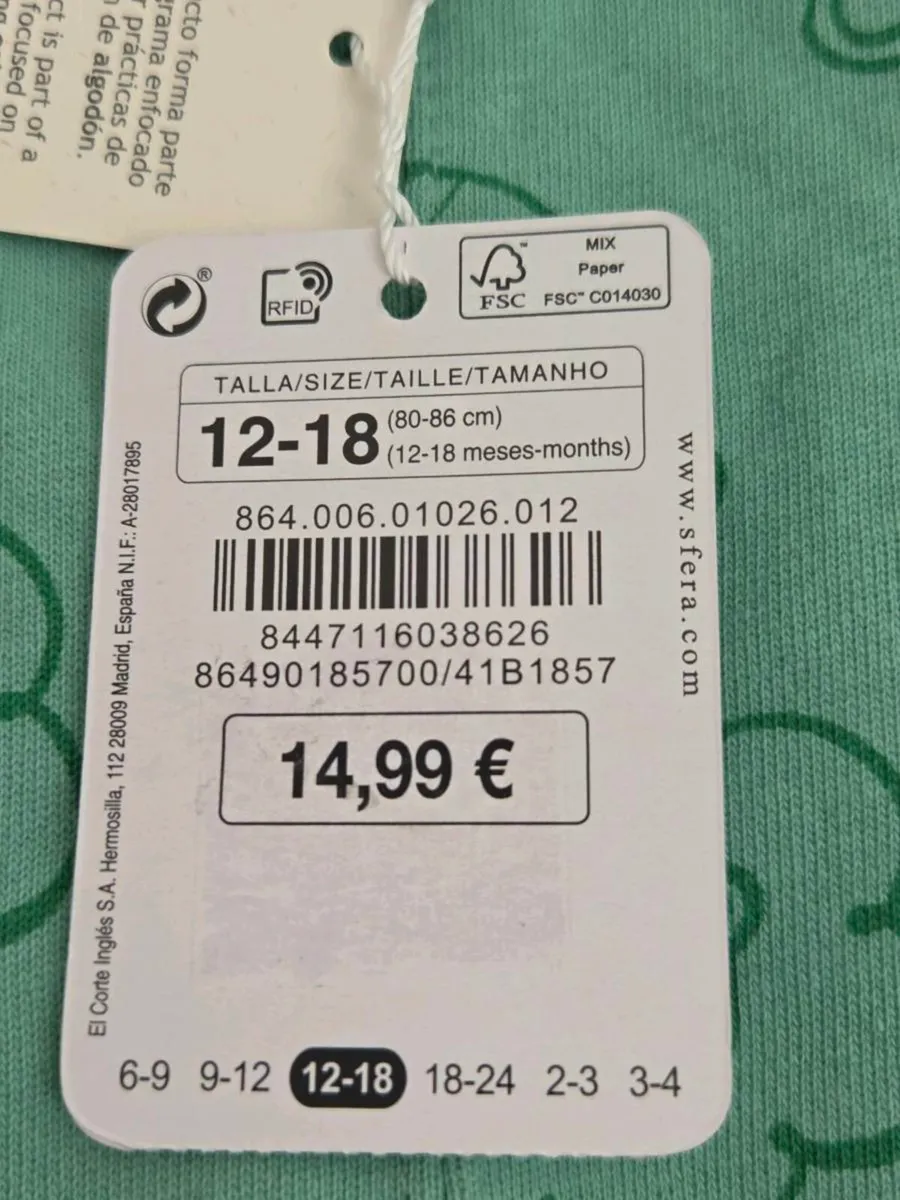 cto forma parte
rama enfocado
r prácticas de
de algodón.
ct is part of a
focused on
®
RFID
™
FSC
MIX
Paper
FSC™ C014030
TALLA/SIZE/TAILLE/TAMANHO
12-18
(80-86 cm)
(12-18 meses-months)
864.006.01026.012
8447116038626
86490185700/41B1857
14,99 €
El Corte Inglés S.A. Hermosilla, 112 28009 Madrid, España N.I.F.: A-28017895
www.sfera.com
6-9 9-12 12-18 18-24 2-3 3-4